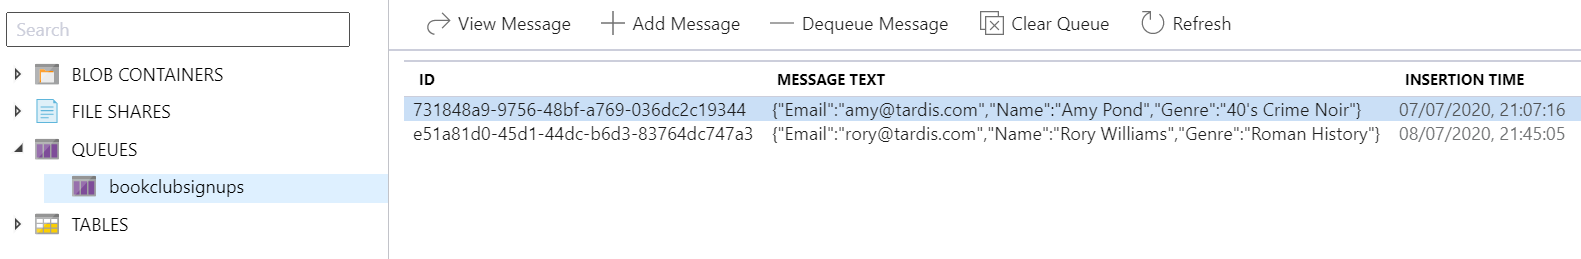 Search
BLOB CONTAINERS
FILE SHARES
QUEUES
bookclubsignups
TABLES
View Message Add Message Dequeue Message Clear Queue Refresh
ID MESSAGE TEXT INSERTION TIME
731848a9-9756-48bf-a769-036dc2c19344 {"Email":"amy@tardis.com","Name":"Amy Pond","Genre":"40's Crime Noir"} 07/07/2020, 21:07:16
e51a81d0-45d1-44dc-b6d3-83764dc747a3 {"Email":"rory@tardis.com","Name":"Rory Williams","Genre":"Roman History"} 08/07/2020, 21:45:05